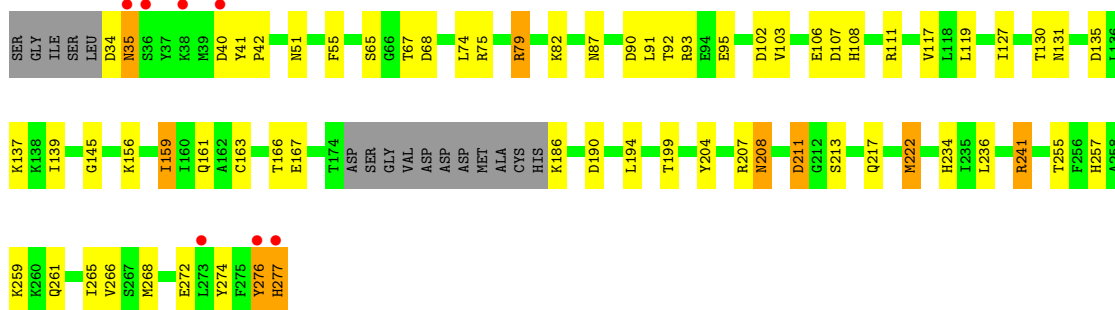 SER GLY ILE SER LEU D34 N35 S36 Y37 K38 M39 D40 Y41 P42 N51 F55 S65 G66 T67 D68 L74 R75 R79 K82 N87 D90 L91 T92 R93 E94 E95 D102 V103 E106 D107 H108 R111 V117 L118 L119 I127 T130 N131 D135 L136
K137 K138 I139 G145 K156 I159 I160 Q161 A162 C163 T166 E167 T174 ASP SER GLY VAL ASP ASP ASP MET ALA CYS HIS K186 D190 L194 T199 Y204 R207 N208 D211 G212 S213 Q217 M222 H234 I235 L236 R241 T255 F256 H257 A258
K259 K260 Q261 I265 V266 S267 M268 E272 L273 Y274 F275 Y276 H277